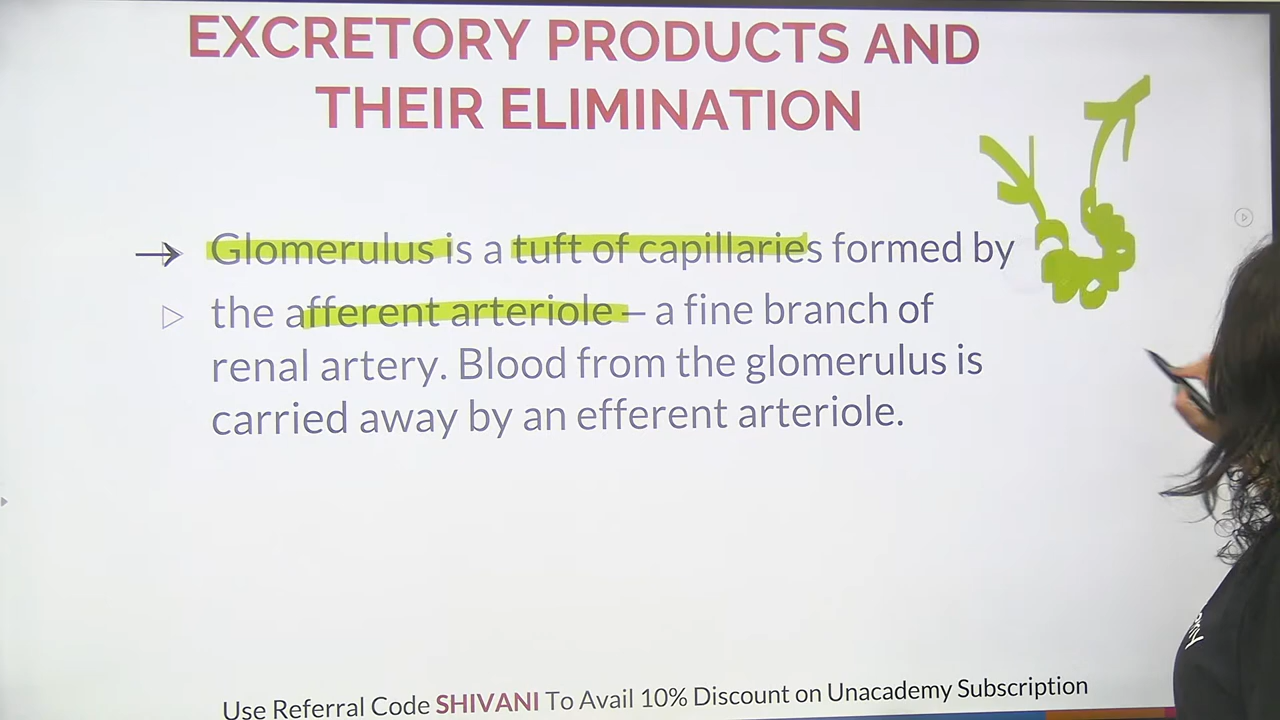 EXCRETORY PRODUCTS AND
THEIR ELIMINATION
Glomerulus is a tuft of capillaries formed by
the afferent arteriole – a fine branch of
renal artery. Blood from the glomerulus is
carried away by an efferent arteriole.
Use Referral Code SHIVANI To Avail 10% Discount on Unacademy Subscription